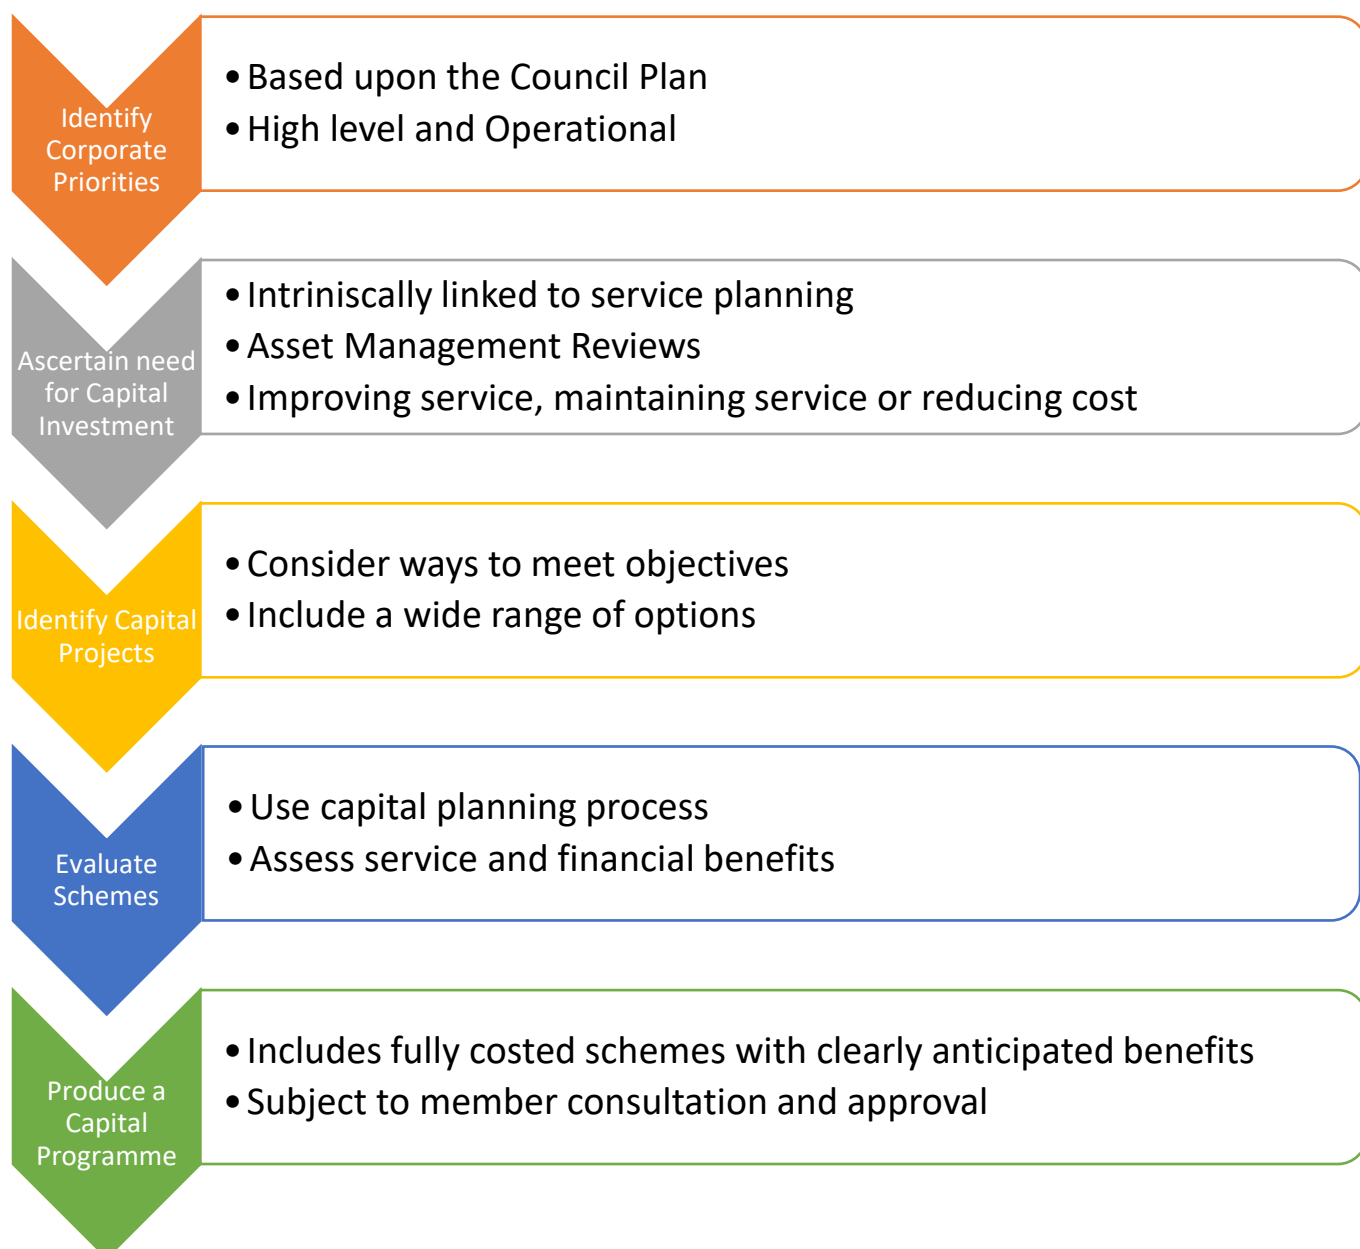 Identify
Corporate
Priorities
•Based upon the Council Plan
•High level and Operational
Ascertain need
for Capital
Investment
•Intriniscally linked to service planning
•Asset Management Reviews
•Improving service, maintaining service or reducing cost
Identify Capital
Projects
•Consider ways to meet objectives
•Include a wide range of options
Evaluate
Schemes
•Use capital planning process
•Assess service and financial benefits
Produce a
Capital
Programme
•Includes fully costed schemes with clearly anticipated benefits
•Subject to member consultation and approval